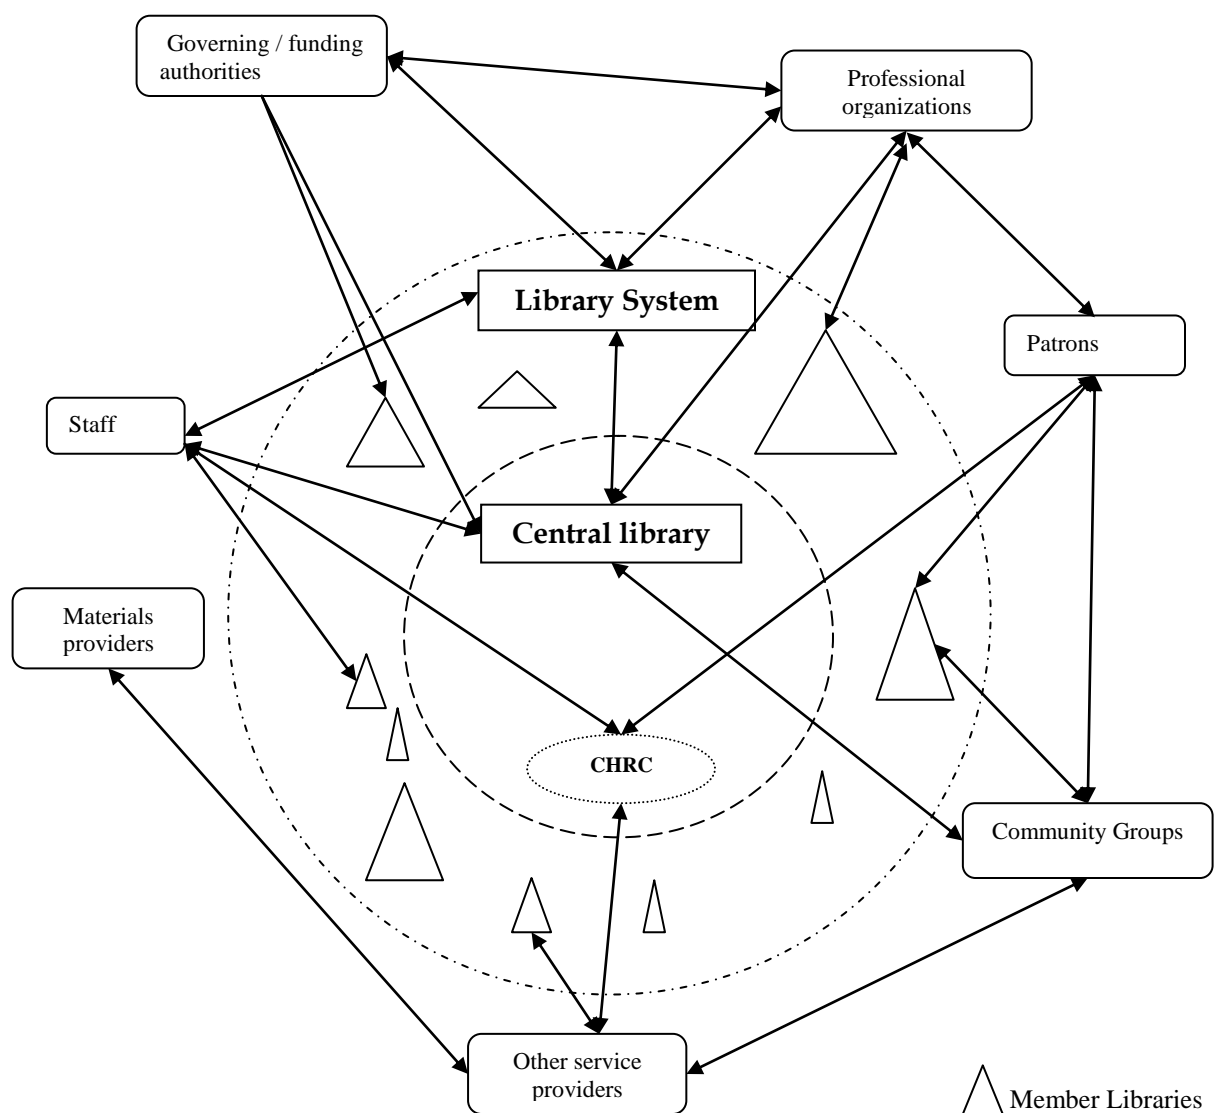 Governing / funding
authorities
Professional
organizations
Library System
Patrons
Staff
Central library
Materials
providers
CHRC
Community Groups
Other service
providers
Member Libraries